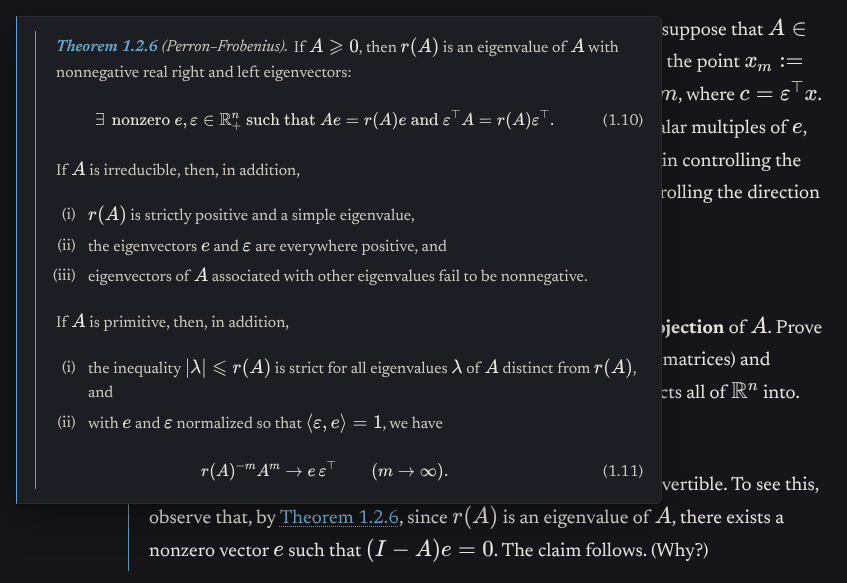 Theorem 1.2.6 (Perron–Frobenius). If A ⩾ 0, then r(A) is an eigenvalue of A with
nonnegative real right and left eigenvectors:
∃ nonzero e, ε ∈ ℝⁿ₊ such that Ae = r(A)e and ε⊤A = r(A)ε⊤. (1.10)
If A is irreducible, then, in addition,
(i) r(A) is strictly positive and a simple eigenvalue,
(ii) the eigenvectors e and ε are everywhere positive, and
(iii) eigenvectors of A associated with other eigenvalues fail to be nonnegative.
If A is primitive, then, in addition,
(i) the inequality |λ| ⩽ r(A) is strict for all eigenvalues λ of A distinct from r(A),
and
(ii) with e and ε normalized so that ⟨ε, e⟩ = 1, we have
r(A)⁻ᵐAᵐ → e ε⊤ (m → ∞). (1.11)
suppose that A ∈
the point xₘ :=
m, where c = ε⊤x.
lar multiples of e,
in controlling the
rolling the direction
ojection of A. Prove
matrices) and
cts all of ℝⁿ into.
vertible. To see this,
observe that, by Theorem 1.2.6, since r(A) is an eigenvalue of A, there exists a
nonzero vector e such that (I − A)e = 0. The claim follows. (Why?)